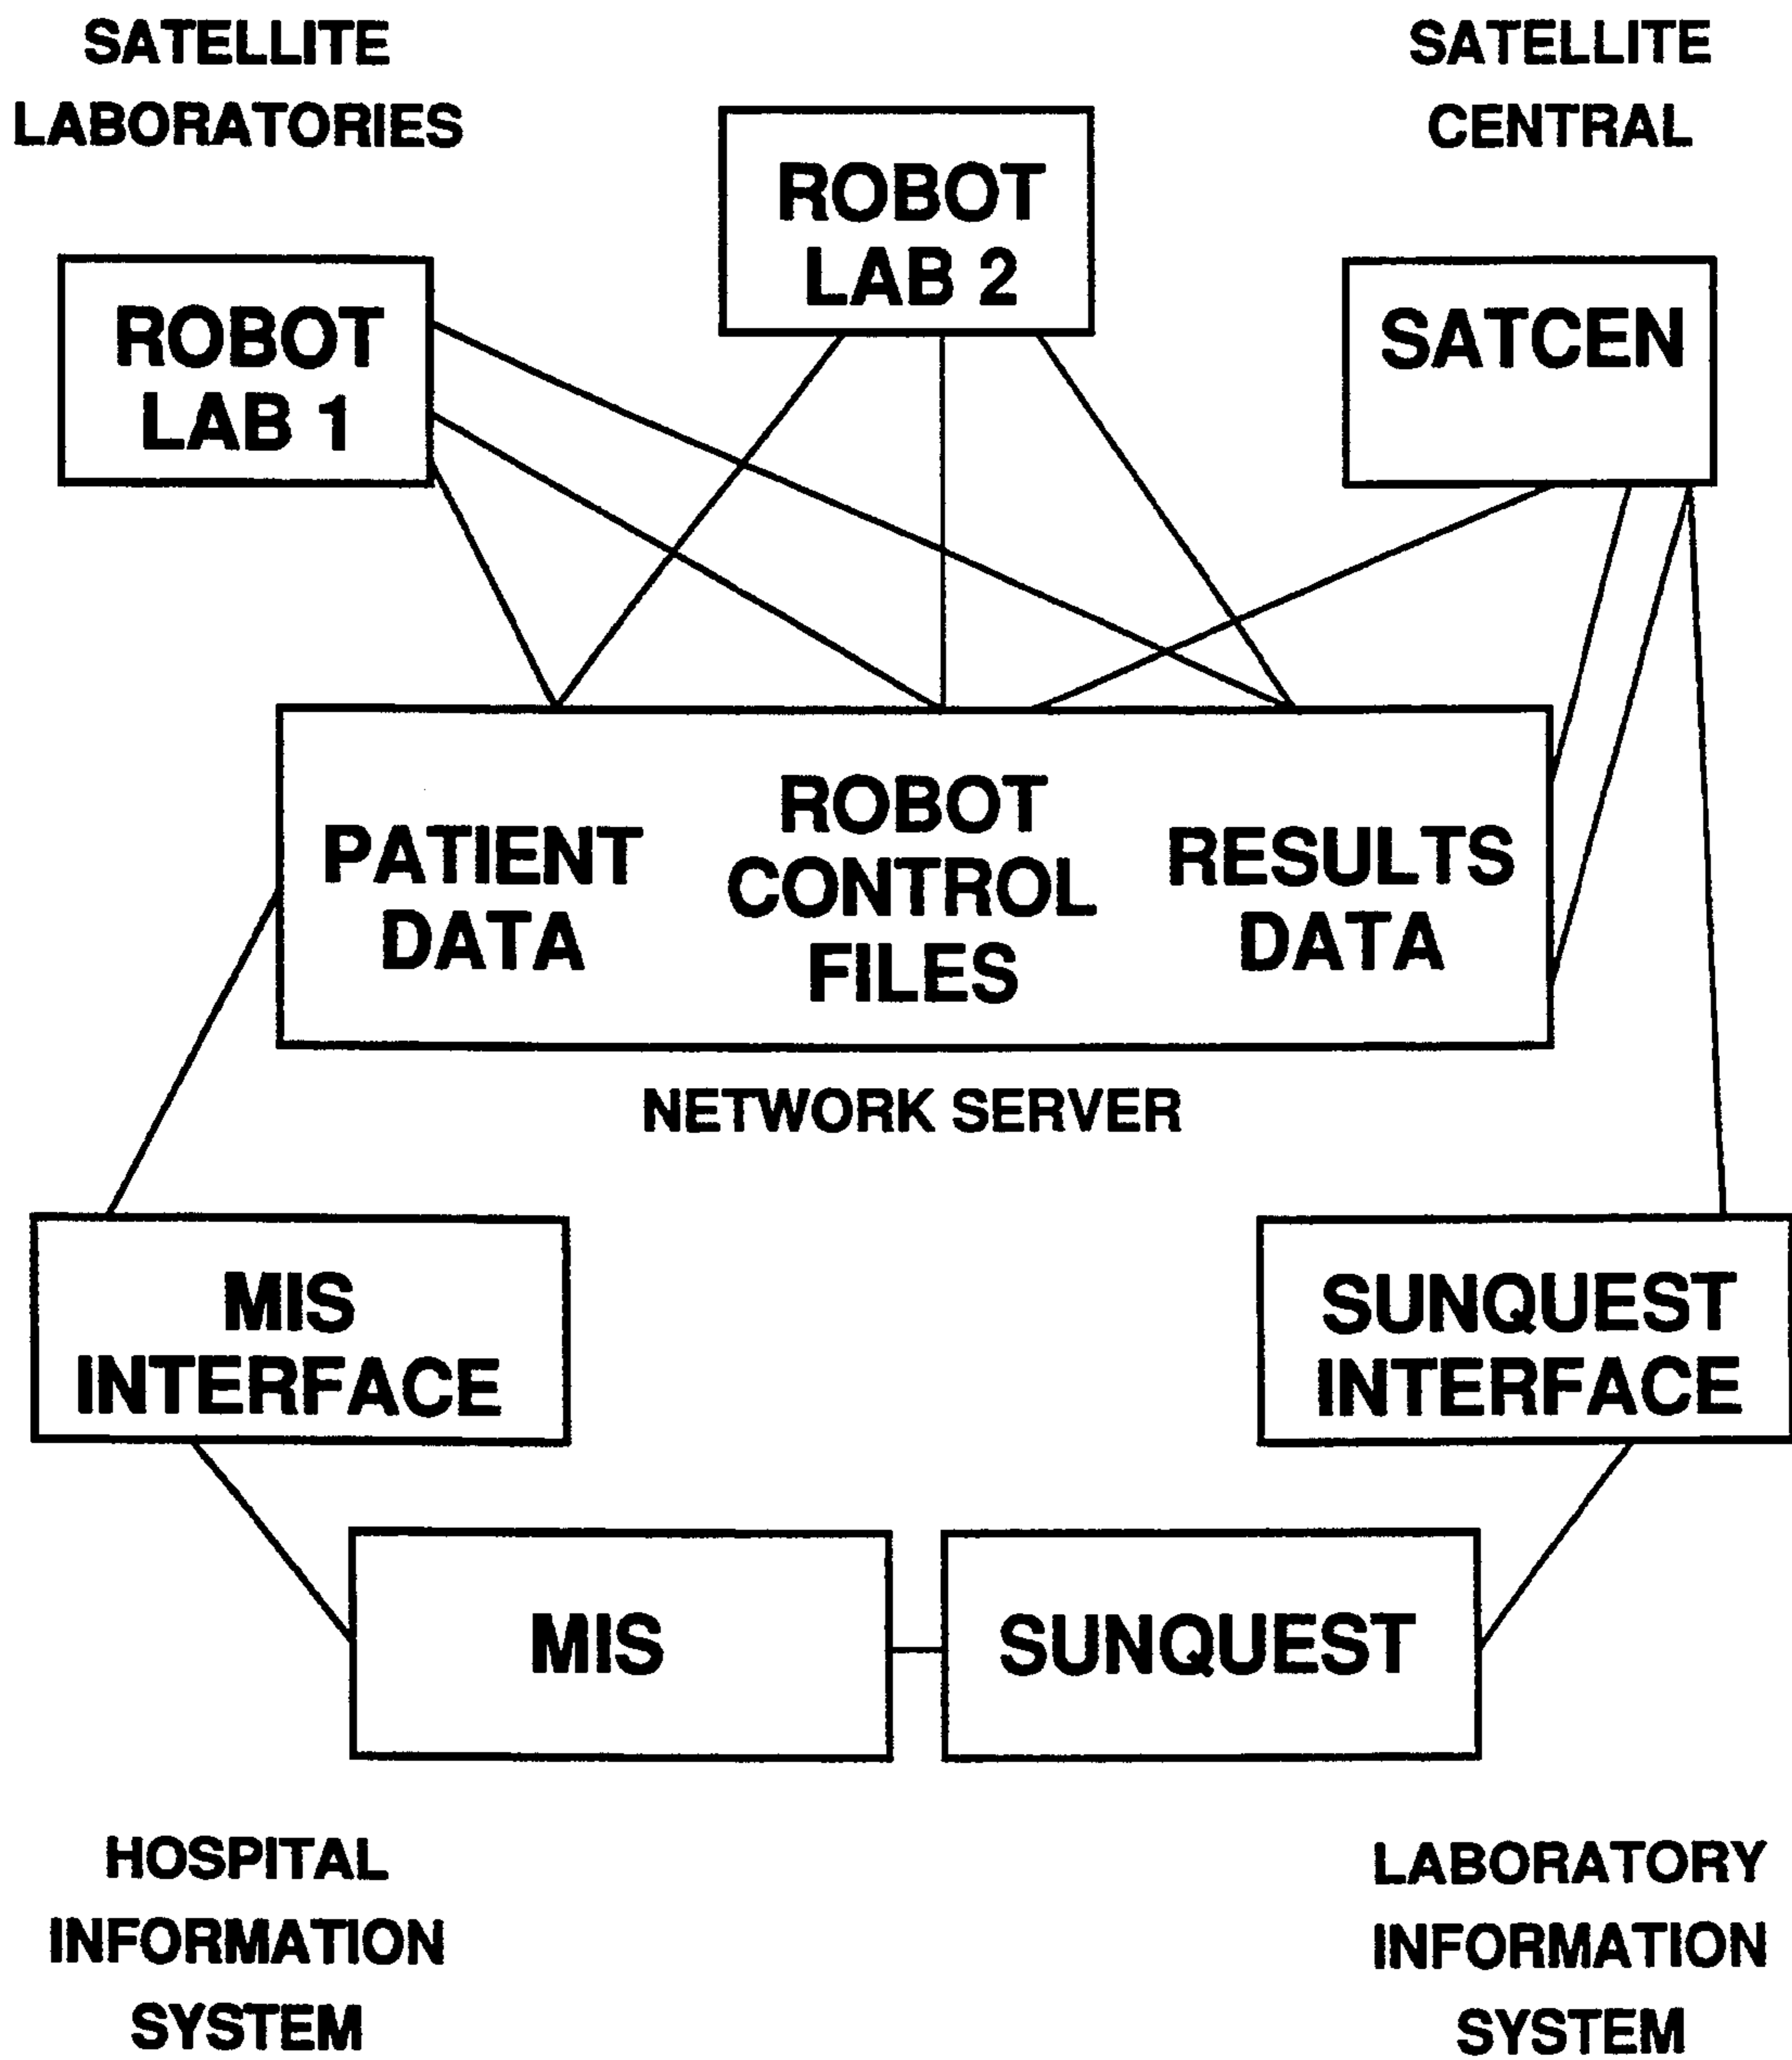 SATELLITE
LABORATORIES
SATELLITE
CENTRAL
ROBOT
LAB 2
ROBOT
LAB 1
SATCEN
PATIENT
DATA
ROBOT
CONTROL
FILES
RESULTS
DATA
NETWORK SERVER
MIS
INTERFACE
SUNQUEST
INTERFACE
MIS
SUNQUEST
HOSPITAL
INFORMATION
SYSTEM
LABORATORY
INFORMATION
SYSTEM